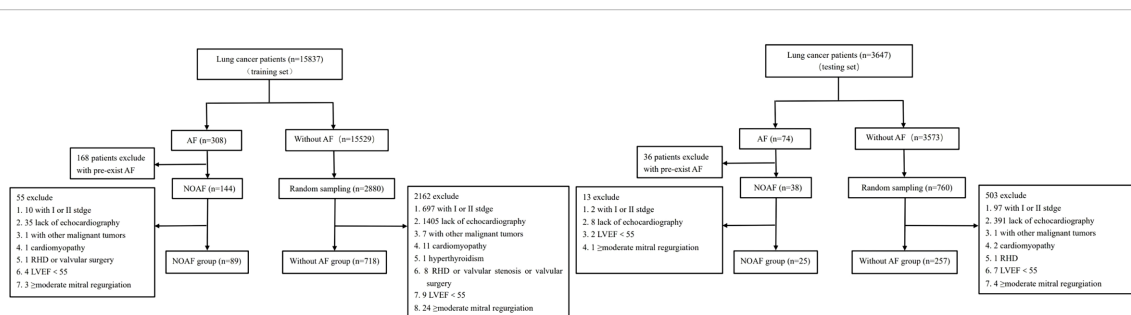 Lung cancer patients (n=15837)
（training set）
AF (n=308)
Without AF（n=15529）
168 patients exclude
with pre-exist AF
NOAF (n=144)
Random sampling (n=2880)
55 exclude
1. 10 with I or II stdge
2. 35 lack of echocardiography
3. 1 with other malignant tumors
4. 1 cardiomyopathy
5. 1 RHD or valvular surgery
6. 4 LVEF < 55
7. 3 ≥moderate mitral regurgiation
2162 exclude
1. 697 with I or II stdge
2. 1405 lack of echocardiography
3. 7 with other malignant tumors
4. 11 cardiomyopathy
5. 1 hyperthyroidism
6. 8 RHD or valvular stenosis or valvular
surgery
7. 9 LVEF < 55
8. 24 ≥moderate mitral regurgiation
NOAF group (n=89)
Without AF group (n=718)
Lung cancer patients (n=3647)
（testing set）
AF (n=74)
Without AF（n=3573）
36 patients exclude
with pre-exist AF
NOAF (n=38)
Random sampling (n=760)
13 exclude
1. 2 with I or II stdge
2. 8 lack of echocardiography
3. 2 LVEF < 55
4. 1 ≥moderate mitral regurgiation
503 exclude
1. 97 with I or II stdge
2. 391 lack of echocardiography
3. 1 with other malignant tumors
4. 2 cardiomyopathy
5. 1 RHD
6. 7 LVEF < 55
7. 4 ≥moderate mitral regurgiation
NOAF group (n=25)
Without AF group (n=257)